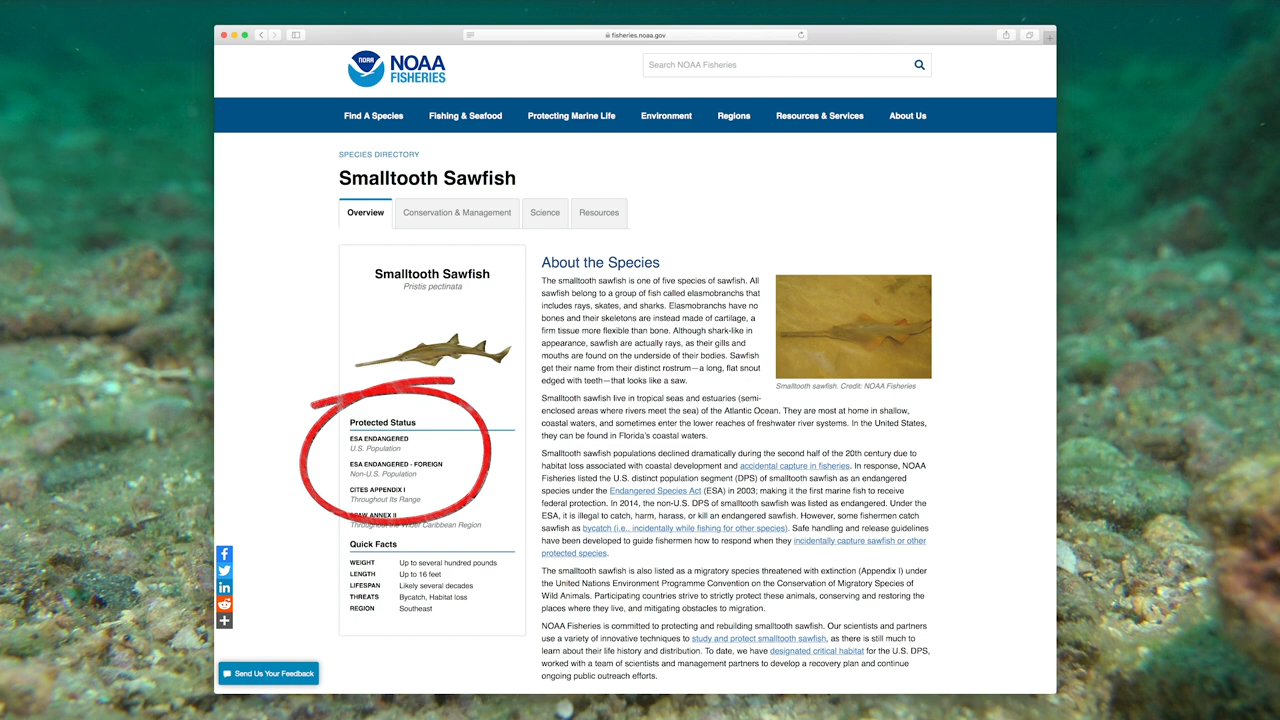 fisheries.noaa.gov
NOAA
NOAA
FISHERIES
Search NOAA Fisheries
Find A Species
Fishing & Seafood
Protecting Marine Life
Environment
Regions
Resources & Services
About Us
SPECIES DIRECTORY
Smalltooth Sawfish
Overview
Conservation & Management
Science
Resources
Smalltooth Sawfish
Pristis pectinata
Protected Status
ESA ENDANGERED
U.S. Population
ESA ENDANGERED - FOREIGN
Non-U.S. Population
CITES APPENDIX I
Throughout Its Range
SPAW ANNEX II
Throughout the Wider Caribbean Region
Quick Facts
WEIGHT Up to several hundred pounds
LENGTH Up to 16 feet
LIFESPAN Likely several decades
THREATS Bycatch, Habitat loss
REGION Southeast
About the Species
The smalltooth sawfish is one of five species of sawfish. All
sawfish belong to a group of fish called elasmobranchs that
includes rays, skates, and sharks. Elasmobranchs have no
bones and their skeletons are instead made of cartilage, a
firm tissue more flexible than bone. Although shark-like in
appearance, sawfish are actually rays, as their gills and
mouths are found on the underside of their bodies. Sawfish
get their name from their distinct rostrum—a long, flat snout
edged with teeth—that looks like a saw.
Smalltooth sawfish. Credit: NOAA Fisheries
Smalltooth sawfish live in tropical seas and estuaries (semi-
enclosed areas where rivers meet the sea) of the Atlantic Ocean. They are most at home in shallow,
coastal waters, and sometimes enter the lower reaches of freshwater river systems. In the United States,
they can be found in Florida's coastal waters.
Smalltooth sawfish populations declined dramatically during the second half of the 20th century due to
habitat loss associated with coastal development and accidental capture in fisheries. In response, NOAA
Fisheries listed the U.S. distinct population segment (DPS) of smalltooth sawfish as an endangered
species under the Endangered Species Act (ESA) in 2003; making it the first marine fish to receive
federal protection. In 2014, the non-U.S. DPS of smalltooth sawfish was listed as endangered. Under the
ESA, it is illegal to catch, harm, harass, or kill an endangered sawfish. However, some fishermen catch
sawfish as bycatch (i.e., incidentally while fishing for other species). Safe handling and release guidelines
have been developed to guide fishermen how to respond when they incidentally capture sawfish or other
protected species.
The smalltooth sawfish is also listed as a migratory species threatened with extinction (Appendix I) under
the United Nations Environment Programme Convention on the Conservation of Migratory Species of
Wild Animals. Participating countries strive to strictly protect these animals, conserving and restoring the
places where they live, and mitigating obstacles to migration.
NOAA Fisheries is committed to protecting and rebuilding smalltooth sawfish. Our scientists and partners
use a variety of innovative techniques to study and protect smalltooth sawfish, as there is still much to
learn about their life history and distribution. To date, we have designated critical habitat for the U.S. DPS,
worked with a team of scientists and management partners to develop a recovery plan and continue
ongoing public outreach efforts.
Send Us Your Feedback